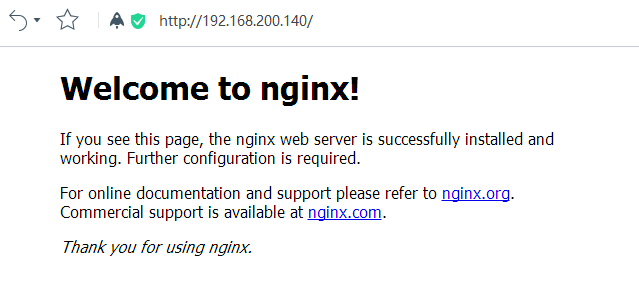 http://192.168.200.140/
Welcome to nginx!
If you see this page, the nginx web server is successfully installed and
working. Further configuration is required.
For online documentation and support please refer to nginx.org.
Commercial support is available at nginx.com.
Thank you for using nginx.